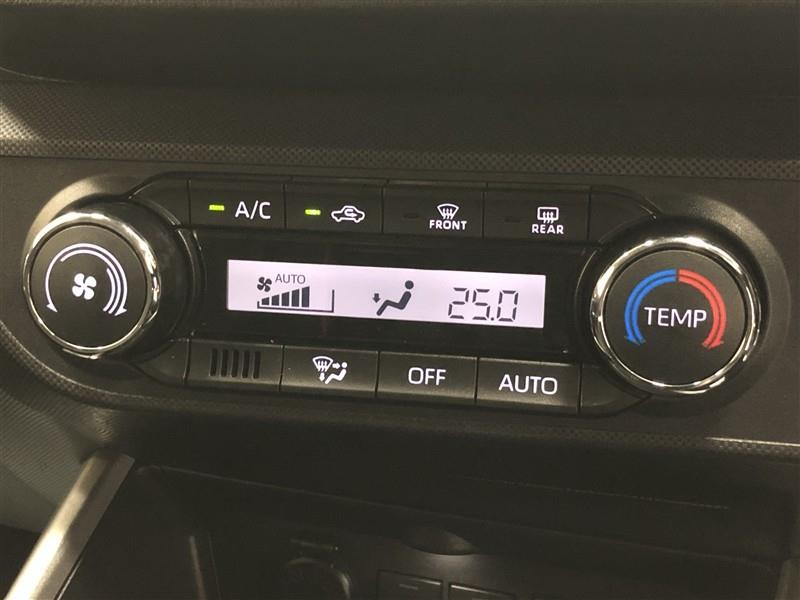 A/C
FRONT
REAR
AUTO
25.0
TEMP
OFF
AUTO